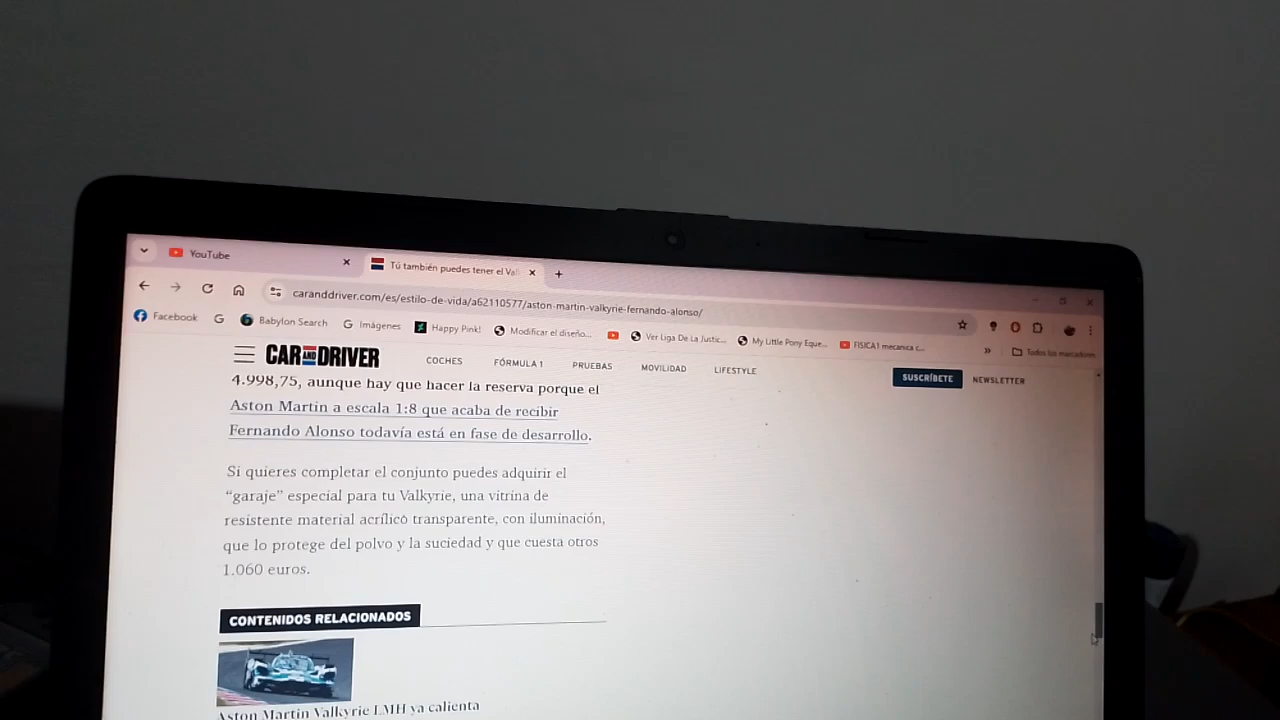 YouTube
Tú también puedes tener el Va
caranddriver.com/es/estilo-de-vida/a62110577/aston-martin-valkyrie-fernando-alonso/
Facebook
Babylon Search
Imágenes
Happy Pink!
Modificar el diseño...
Ver Liga De La Justic...
My Little Pony Eque...
FISICA1 mecanica c...
Todos los marcadores
CAR AND DRIVER
COCHES
FÓRMULA 1
PRUEBAS
MOVILIDAD
LIFESTYLE
SUSCRÍBETE
NEWSLETTER
4.998,75, aunque hay que hacer la reserva porque el
Aston Martin a escala 1:8 que acaba de recibir
Fernando Alonso todavía está en fase de desarrollo.
Si quieres completar el conjunto puedes adquirir el
“garaje” especial para tu Valkyrie, una vitrina de
resistente material acrílico transparente, con iluminación,
que lo protege del polvo y la suciedad y que cuesta otros
1.060 euros.
CONTENIDOS RELACIONADOS
Aston Martin Valkyrie LMH ya calienta